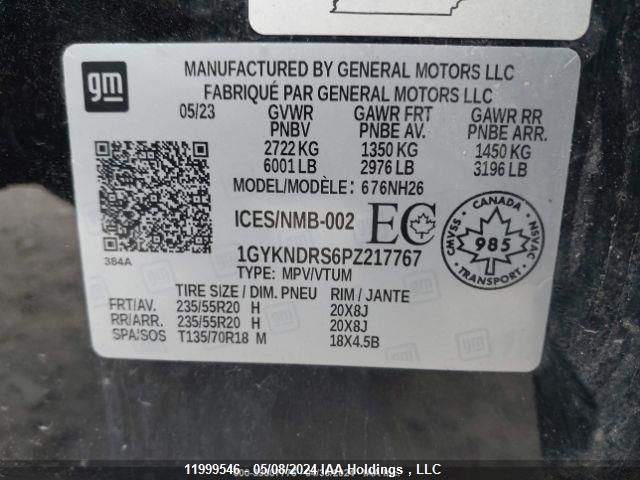 gm
MANUFACTURED BY GENERAL MOTORS LLC
FABRIQUÉ PAR GENERAL MOTORS LLC
05/23 GVWR GAWR FRT GAWR RR
PNBV PNBE AV. PNBE ARR.
2722 KG 1350 KG 1450 KG
6001 LB 2976 LB 3196 LB
MODEL/MODÈLE: 676NH26
ICES/NMB-002 EC
CANADA
CMVSS 985 NSVAC
384A
1GYKNDRS6PZ217767
TYPE: MPV/VTUM
TIRE SIZE / DIM. PNEU RIM / JANTE
FRT/AV. 235/55R20 H 20X8J
RR/ARR. 235/55R20 H 20X8J
SPA/SOS T135/70R18 M 18X4.5B
11999546 - 05/08/2024 IAA Holdings , LLC